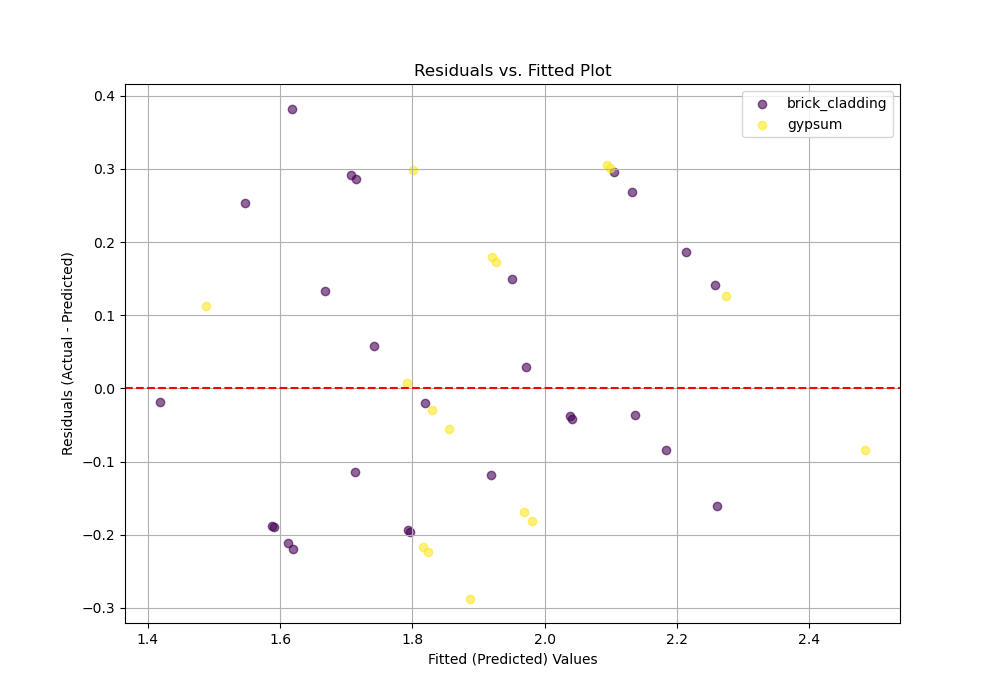 Residuals vs. Fitted Plot
brick_cladding
gypsum
Residuals (Actual - Predicted)
0.4
0.3
0.2
0.1
0.0
−0.1
−0.2
−0.3
1.4 1.6 1.8 2.0 2.2 2.4
Fitted (Predicted) Values